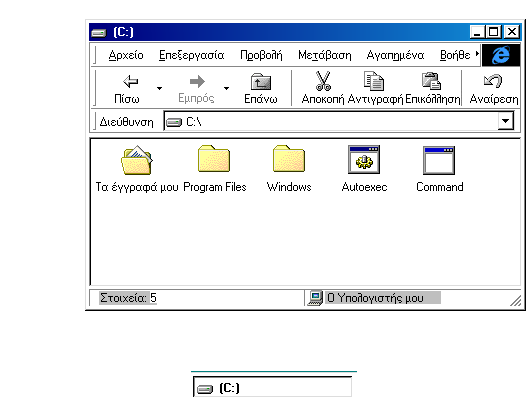 (C:)
Αρχείο Επεξεργασία Προβολή Μετάβαση Αγαπημένα Βοήθε
Πίσω Εμπρός Επάνω Αποκοπή Αντιγραφή Επικόλληση Αναίρεση
Διεύθυνση C:\
Τα έγγραφά μου Program Files Windows Autoexec Command
Στοιχεία: 5 Ο Υπολογιστής μου
(C:)